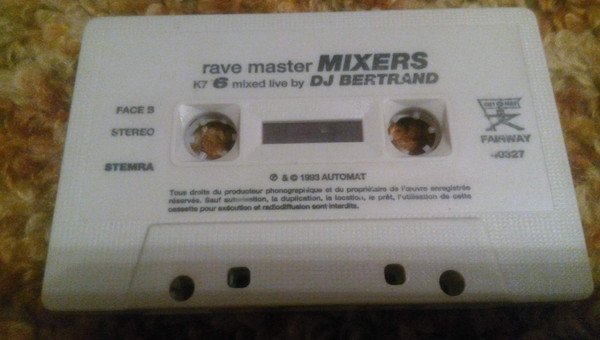 rave master MIXERS
K7 6 mixed live by DJ BERTRAND
FACE B
STEREO
STEMRA
PARTWAY
℗ & © 1993 AUTOMAT
Tous droits du producteur phonographique et du propriétaire de l'œuvre enregistrée
réservés. Sauf autorisation, la duplication, la location, le prêt, l'utilisation de cette
cassette pour exécution et radiodiffusion sont interdits.